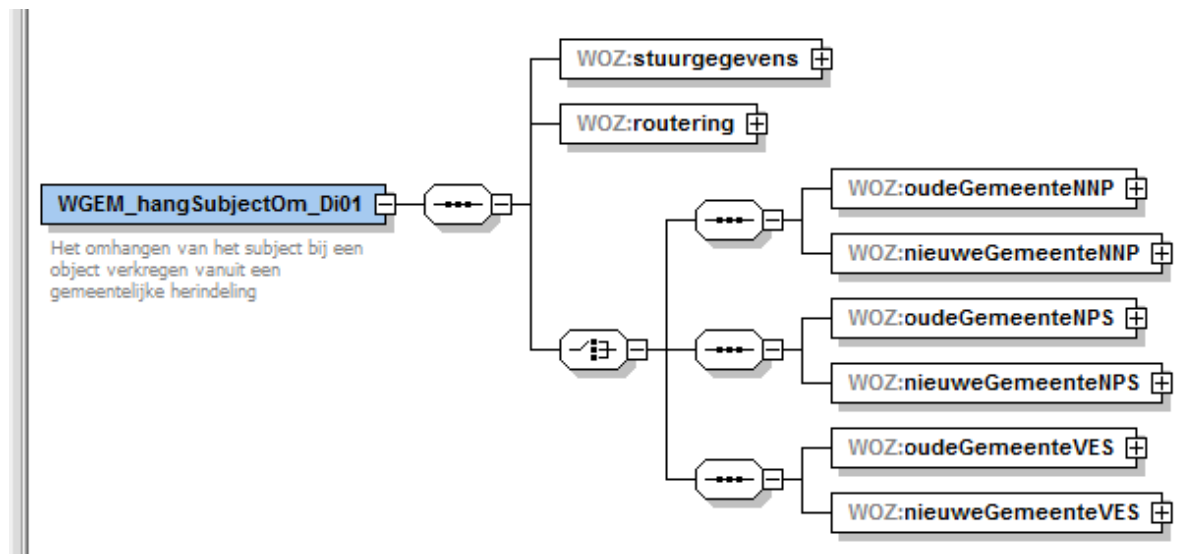 WOZ:stuurgegevens
WOZ:routering
WGEM_hangSubjectOm_Di01
Het omhangen van het subject bij een
object verkregen vanuit een
gemeentelijke herindeling
WOZ:oudeGemeenteNNP
WOZ:nieuweGemeenteNNP
WOZ:oudeGemeenteNPS
WOZ:nieuweGemeenteNPS
WOZ:oudeGemeenteVES
WOZ:nieuweGemeenteVES